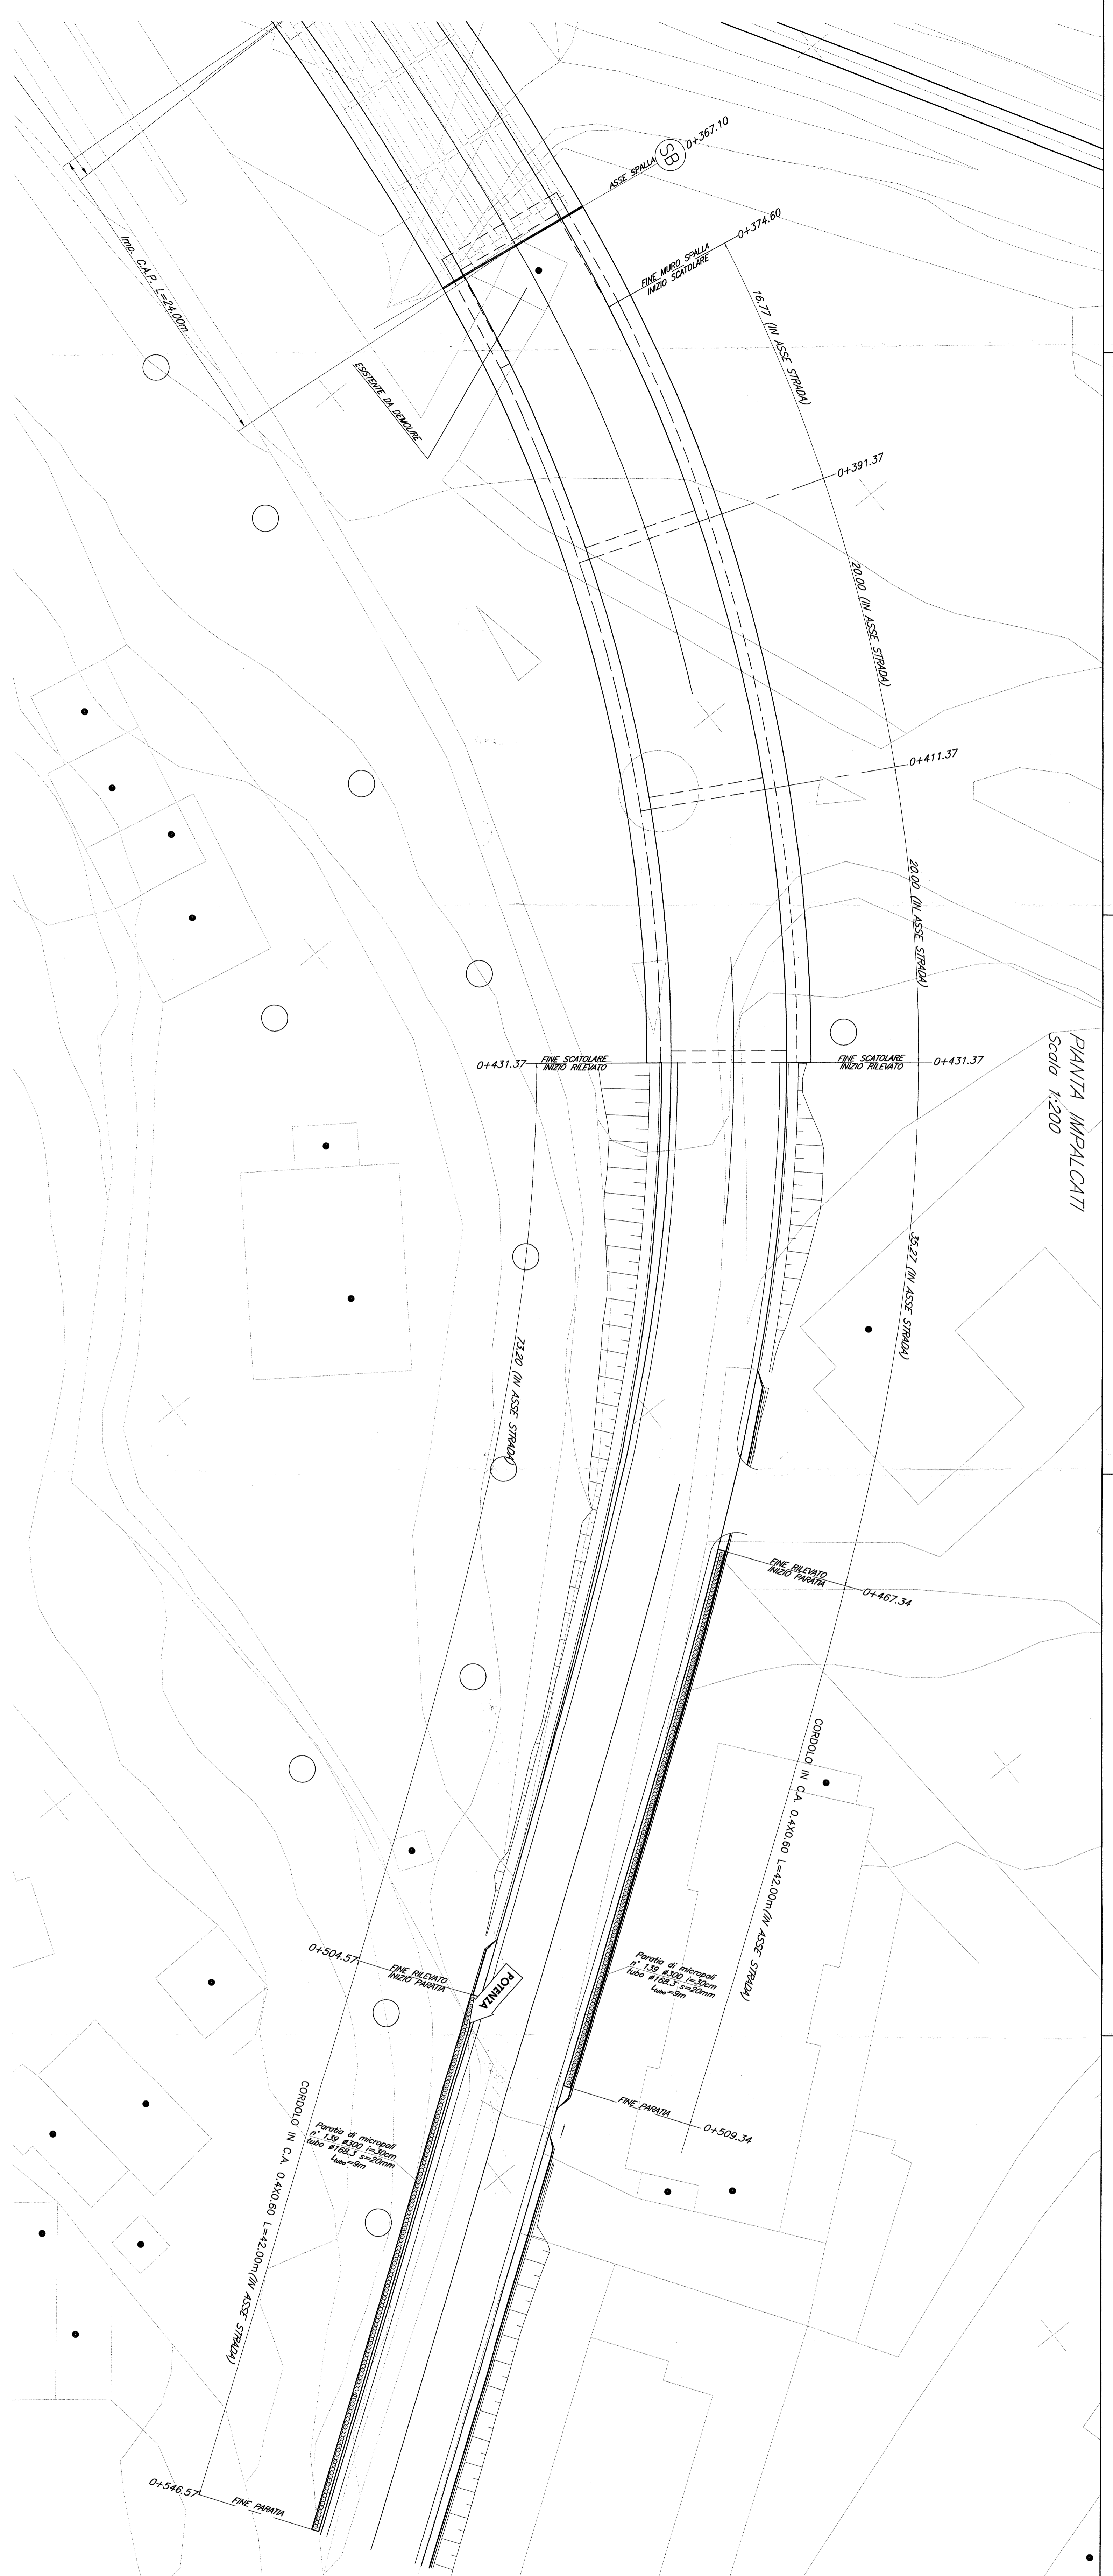 0+367.10
SB
ASSE SPALLA
0+374.60
FINE MURO SPALLA
INIZIO SCATOLARE
Imp. C.A.P. L=24.00m
16.77 (IN ASSE STRADA)
ESISTENTE DA DEMOLIRE
0+391.37
20.00 (IN ASSE STRADA)
0+411.37
20.00 (IN ASSE STRADA)
PIANTA IMPALCATI
Scala 1:200
0+431.37
FINE SCATOLARE
INIZIO RILEVATO
FINE SCATOLARE
INIZIO RILEVATO
0+431.37
35.27 (IN ASSE STRADA)
73.20 (IN ASSE STRADA)
FINE RILEVATO
INIZIO PARATIA
0+467.34
CORDOLO IN C.A. 0.4X0.60 L=42.00m(IN ASSE STRADA)
0+504.57
FINE RILEVATO
INIZIO PARATIA
POTENZA
Paratia di micropali
n° 139 ø300 i=30cm
tubo ø168.3 s=20mm
Ltubo=9m
FINE PARATIA
0+509.34
CORDOLO IN C.A. 0.4X0.60 L=42.00m(IN ASSE STRADA)
Paratia di micropali
n° 139 ø300 i=30cm
tubo ø168.3 s=20mm
Ltubo=9m
0+546.57
FINE PARATIA